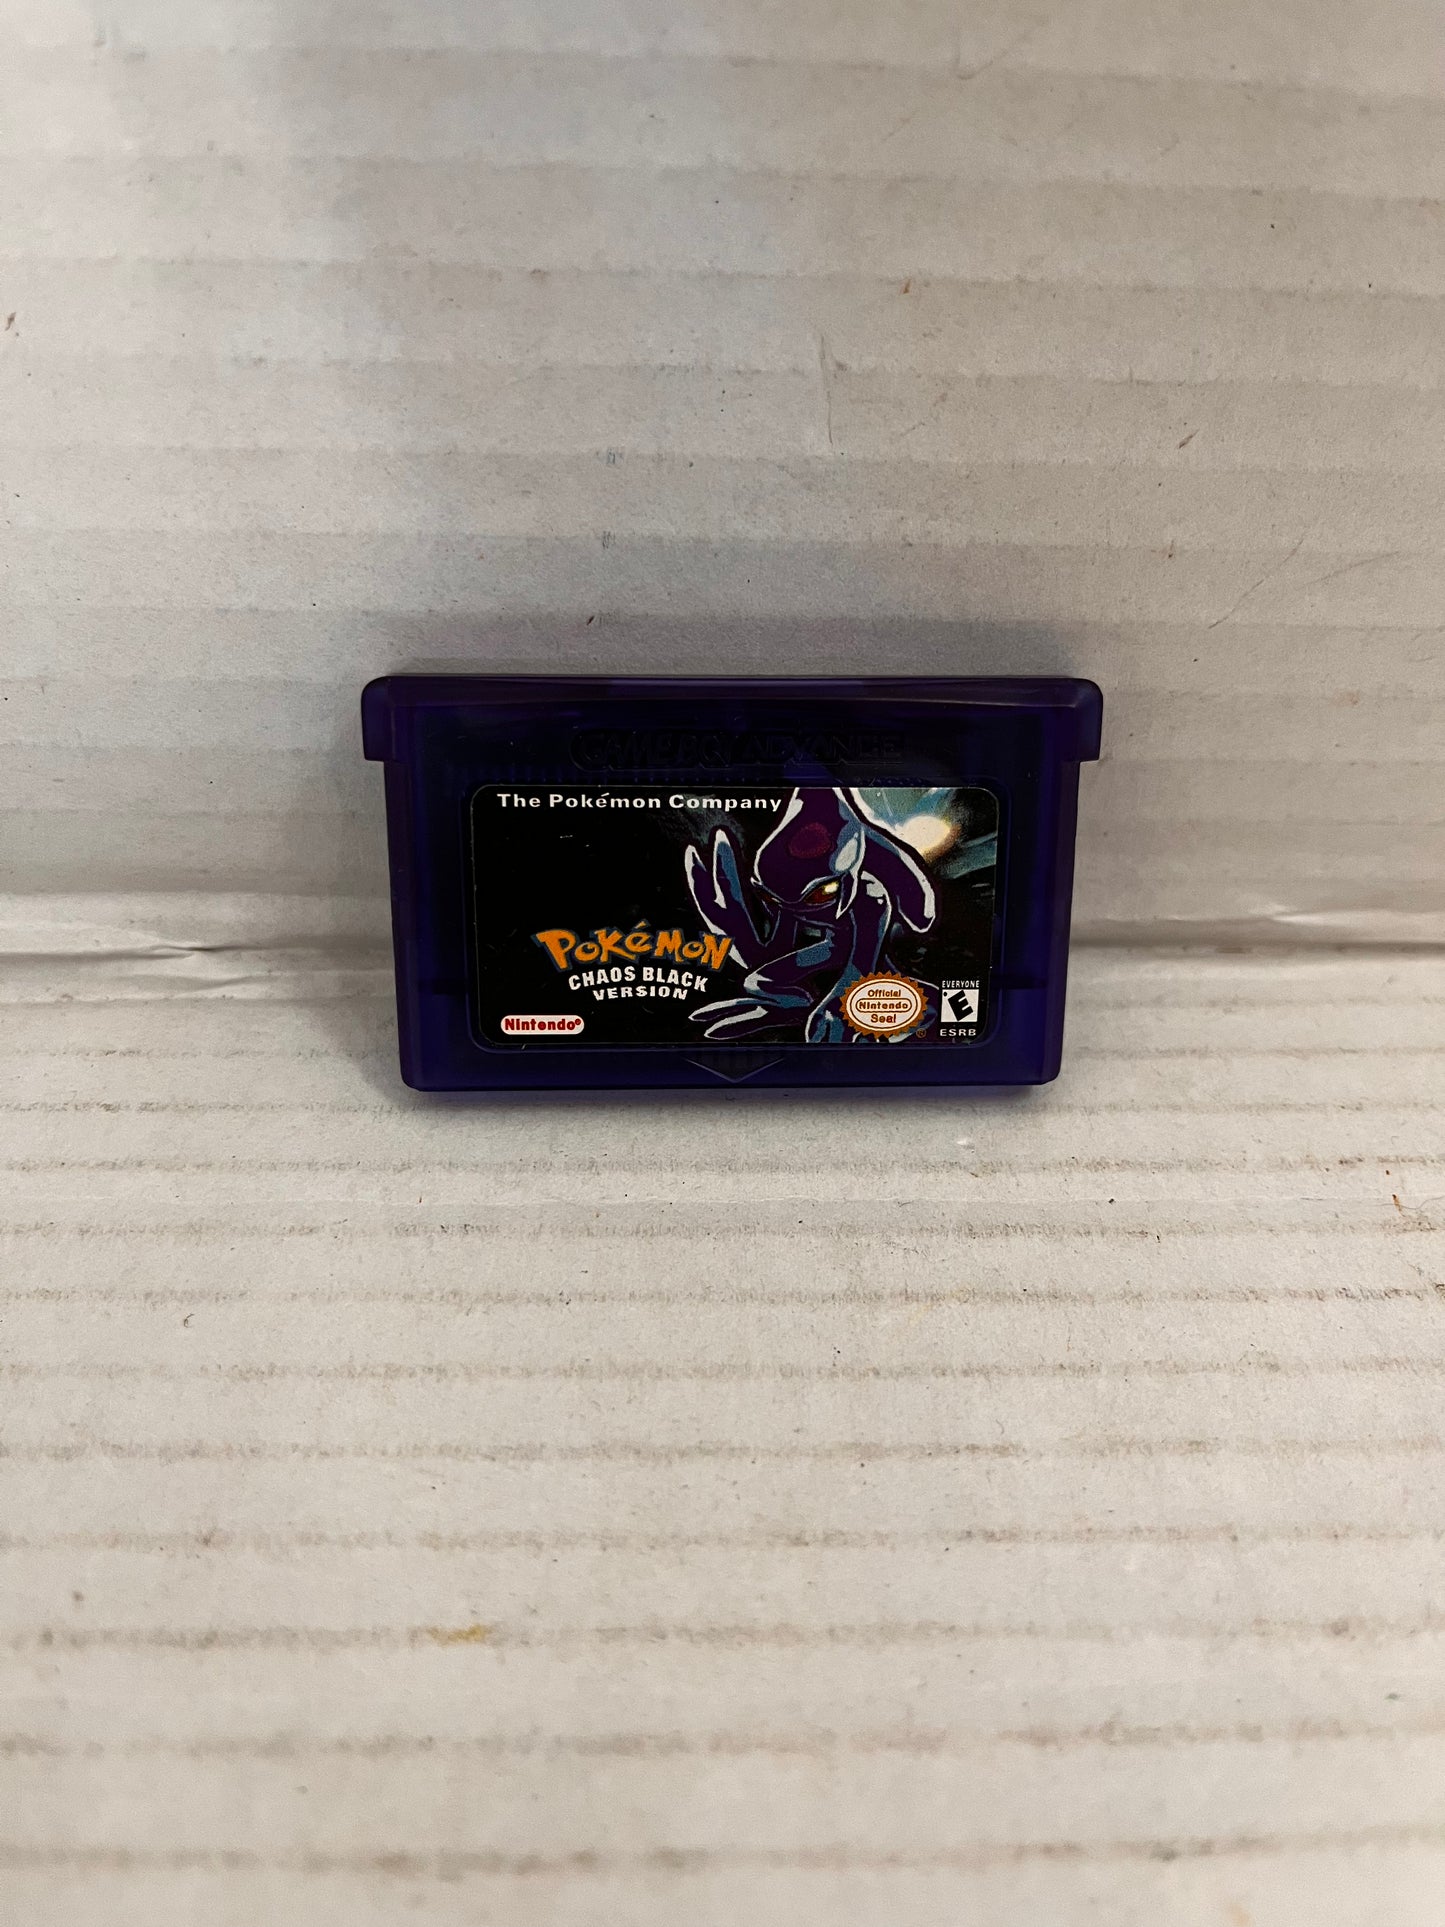 GAME BOY ADVANCE
The Pokémon Company
POKéMON
CHAOS BLACK
VERSION
Nintendo®
Official
Nintendo
Seal
®
EVERYONE
E
ESRB